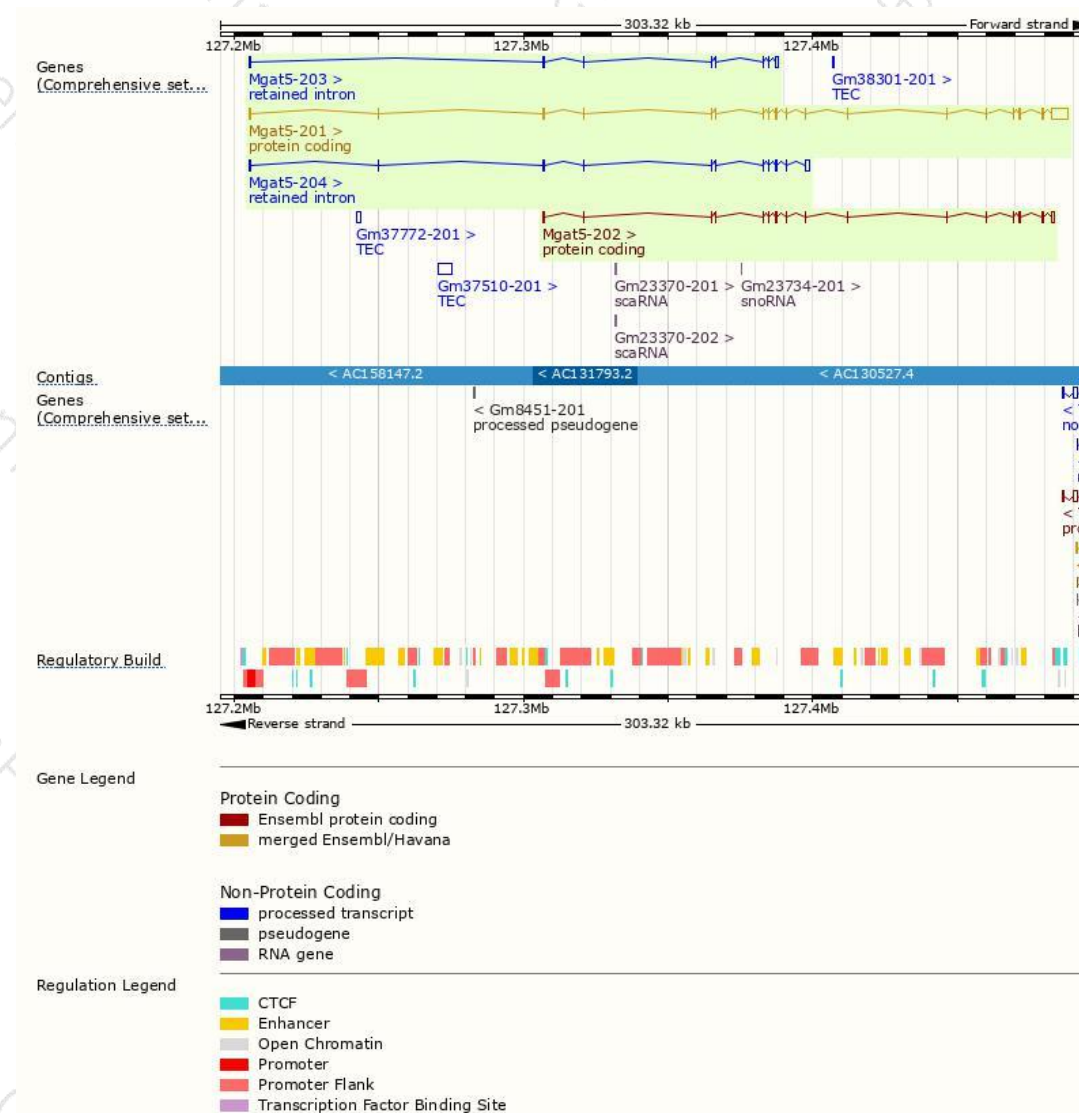 303.32 kb Forward strand
127.2Mb 127.3Mb 127.4Mb
Genes
(Comprehensive set...
Mgat5-203 >
retained intron
Gm38301-201 >
TEC
Mgat5-201 >
protein coding
Mgat5-204 >
retained intron
Gm37772-201 >
TEC
Mgat5-202 >
protein coding
Gm37510-201 >
TEC
Gm23370-201 >
scaRNA
Gm23734-201 >
snoRNA
Gm23370-202 >
scaRNA
Contigs
< AC158147.2 < AC131793.2 < AC130527.4
Genes
(Comprehensive set...
< Gm8451-201
processed pseudogene
<
no
<
pr
Regulatory Build
127.2Mb 127.3Mb 127.4Mb
Reverse strand 303.32 kb
Gene Legend
Protein Coding
Ensembl protein coding
merged Ensembl/Havana
Non-Protein Coding
processed transcript
pseudogene
RNA gene
Regulation Legend
CTCF
Enhancer
Open Chromatin
Promoter
Promoter Flank
Transcription Factor Binding Site